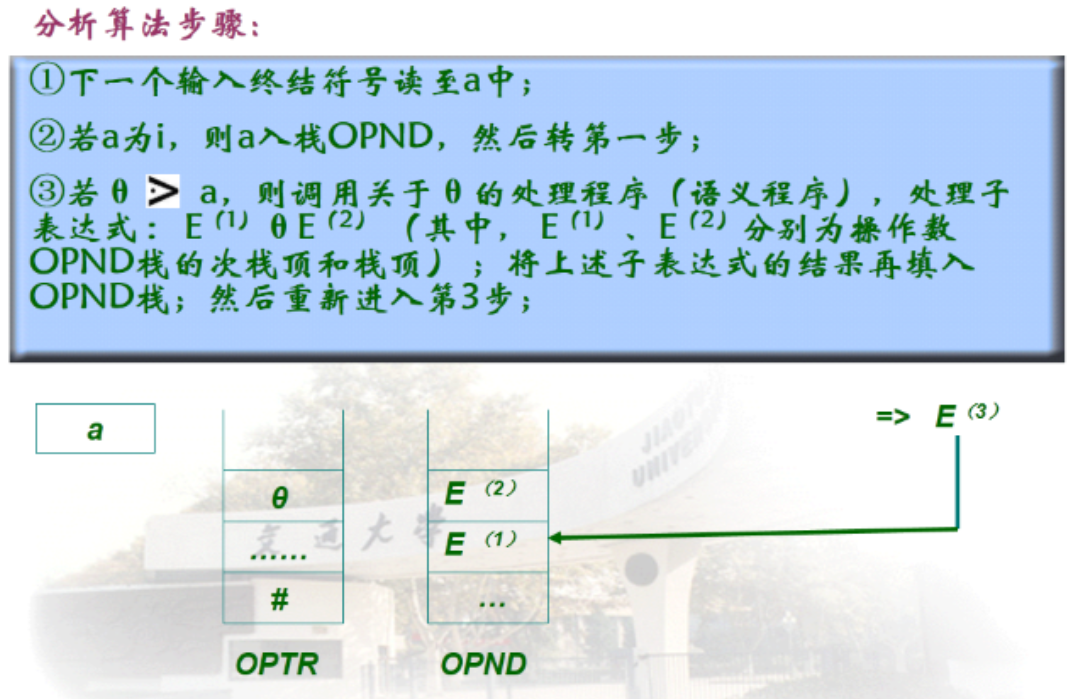 分析算法步骤：
①下一个输入终结符号读至a中；
②若a为i，则a入栈OPND，然后转第一步；
③若θ ⋗ a，则调用关于θ的处理程序（语义程序），处理子
表达式：E⁽¹⁾ θ E⁽²⁾ （其中，E⁽¹⁾、E⁽²⁾分别为操作数
OPND栈的次栈顶和栈顶）；将上述子表达式的结果再填入
OPND栈；然后重新进入第3步；
a
=> E（3）
θ
E（2）
......
E（1）
#
...
OPTR
OPND
交通大学
JIAOTONG
UNIVERSITY